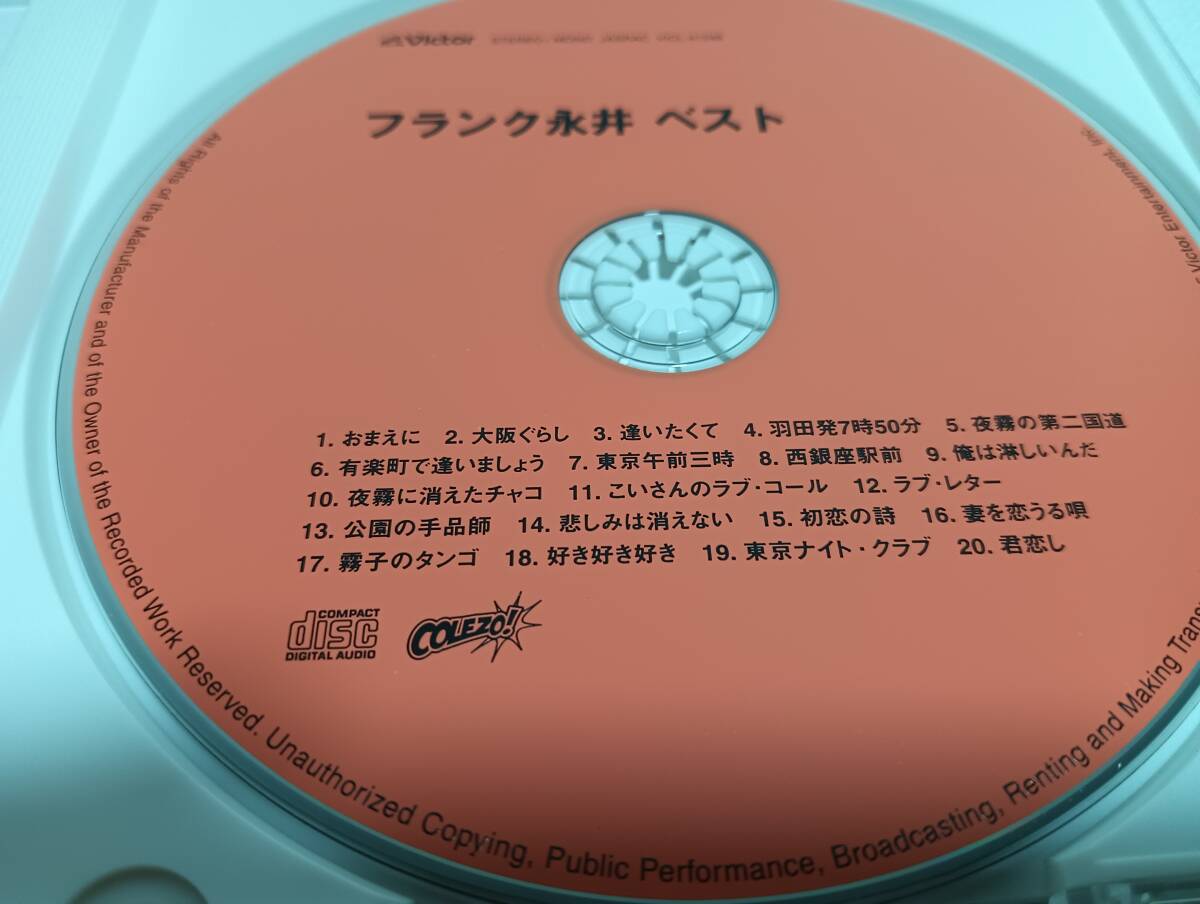 Victor
フランク永井 ベスト
1. おまえに 2. 大阪ぐらし 3. 逢いたくて 4. 羽田発7時50分 5. 夜霧の第二国道
6. 有楽町で逢いましょう 7. 東京午前三時 8. 西銀座駅前 9. 俺は淋しいんだ
10. 夜霧に消えたチャコ 11. こいさんのラブ・コール 12. ラブ・レター
13. 公園の手品師 14. 悲しみは消えない 15. 初恋の詩 16. 妻を恋うる唄
17. 霧子のタンゴ 18. 好き好き好き 19. 東京ナイト・クラブ 20. 君恋し
COMPACT
disc
DIGITAL AUDIO
COLEZO!
All Rights of the Manufacturer and of the Owner of the Recorded Work Reserved. Unauthorized Copying, Public Performance, Broadcasting, Renting and Making
Victor Entertainment, Inc.